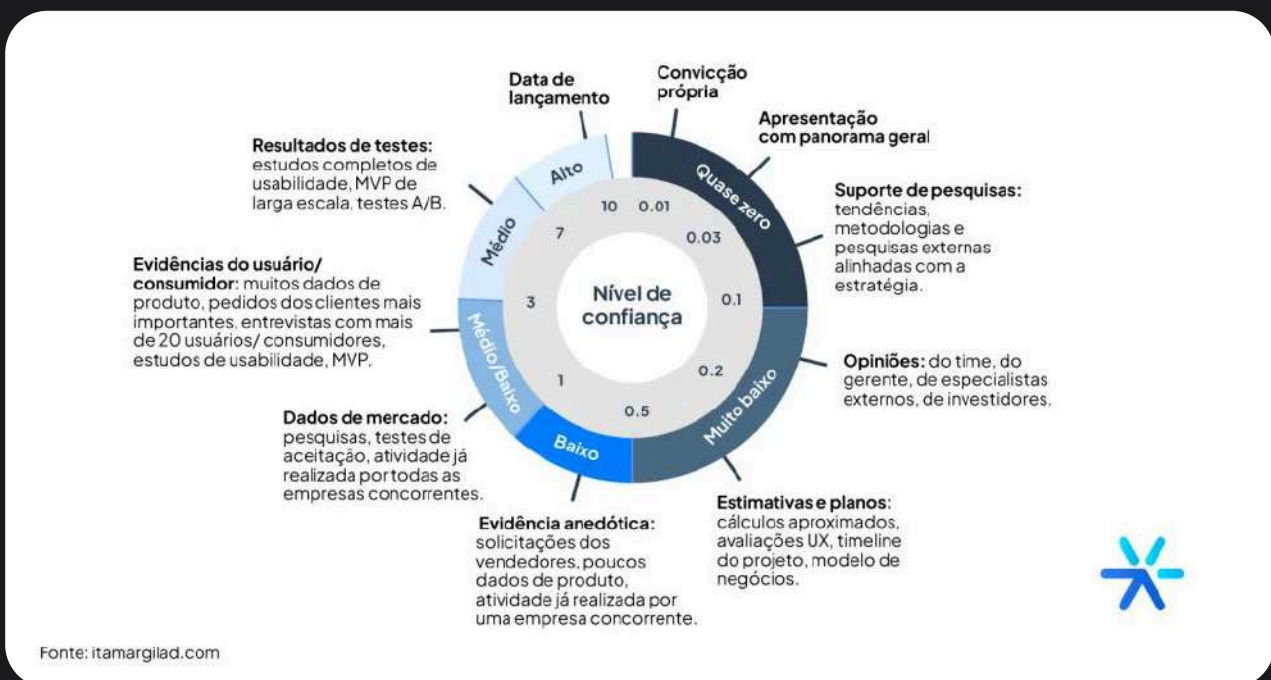 Data de
lançamento
Convicção
própria
Apresentação
com panorama geral
Resultados de testes:
estudos completos de
usabilidade, MVP de
larga escala, testes A/B.
Suporte de pesquisas:
tendências,
metodologias e
pesquisas externas
alinhadas com a
estratégia.
Evidências do usuário/
consumidor: muitos dados de
produto, pedidos dos clientes mais
importantes, entrevistas com mais
de 20 usuários/ consumidores,
estudos de usabilidade, MVP.
Opiniões: do time, do
gerente, de especialistas
externos, de investidores.
Dados de mercado:
pesquisas, testes de
aceitação, atividade já
realizada por todas as
empresas concorrentes.
Estimativas e planos:
cálculos aproximados,
avaliações UX, timeline
do projeto, modelo de
negócios.
Evidência anedótica:
solicitações dos
vendedores, poucos
dados de produto,
atividade já realizada por
uma empresa concorrente.
Quase zero
Muito baixo
Baixo
Médio/Baixo
Médio
Alto
0.01
0.03
0.1
0.2
0.5
1
3
7
10
Nível de
confiança
Fonte: itamargilad.com